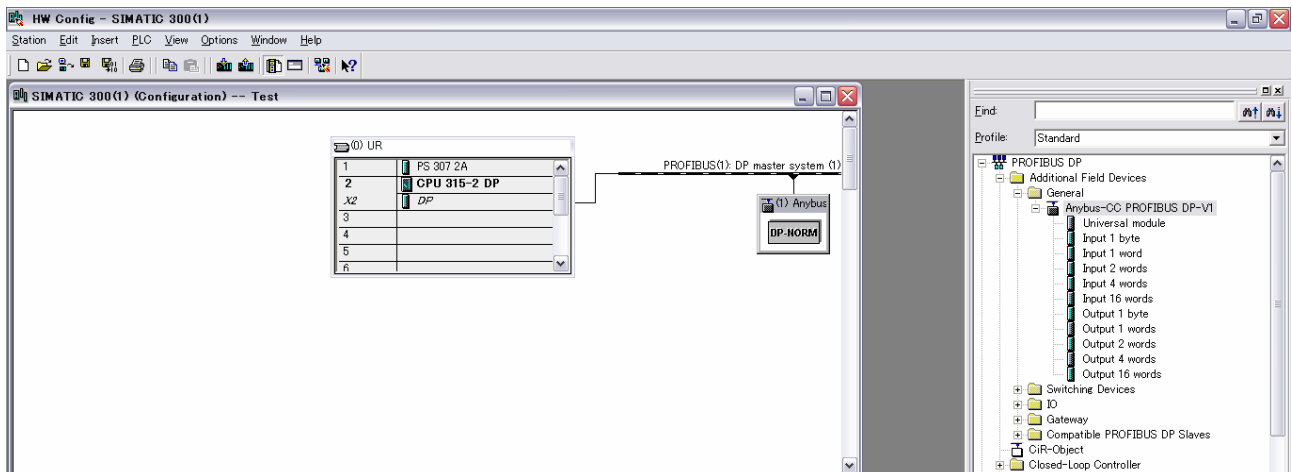 HW Config - SIMATIC 300(1)
Station Edit Insert PLC View Options Window Help
SIMATIC 300(1) (Configuration) -- Test
(0) UR
1 PS 307 2A
2 CPU 315-2 DP
X2 DP
3
4
5
6
PROFIBUS(1): DP master system (1)
(1) Anybus
DP-NORM
Find:
Profile: Standard
PROFIBUS DP
Additional Field Devices
General
Anybus-CC PROFIBUS DP-V1
Universal module
Input 1 byte
Input 1 word
Input 2 words
Input 4 words
Input 16 words
Output 1 byte
Output 1 words
Output 2 words
Output 4 words
Output 16 words
Switching Devices
IO
Gateway
Compatible PROFIBUS DP Slaves
CiR-Object
Closed-Loop Controller